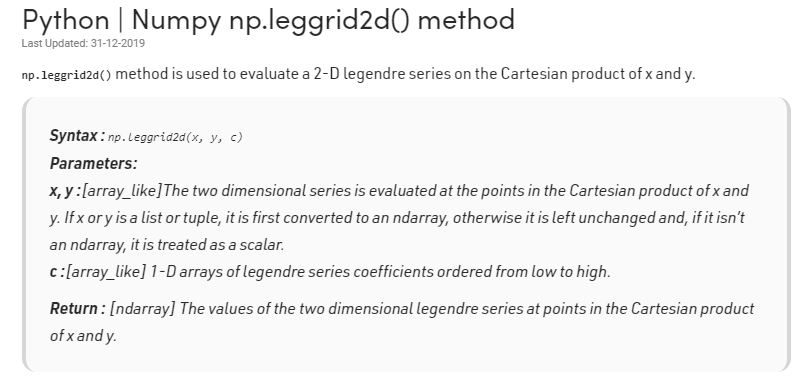 Python | Numpy np.leggrid2d() method
Last Updated: 31-12-2019
np.leggrid2d() method is used to evaluate a 2-D legendre series on the Cartesian product of x and y.
Syntax : np.leggrid2d(x, y, c)
Parameters:
x, y :[array_like]The two dimensional series is evaluated at the points in the Cartesian product of x and
y. If x or y is a list or tuple, it is first converted to an ndarray, otherwise it is left unchanged and, if it isn’t
an ndarray, it is treated as a scalar.
c :[array_like] 1-D arrays of legendre series coefficients ordered from low to high.
Return : [ndarray] The values of the two dimensional legendre series at points in the Cartesian product
of x and y.